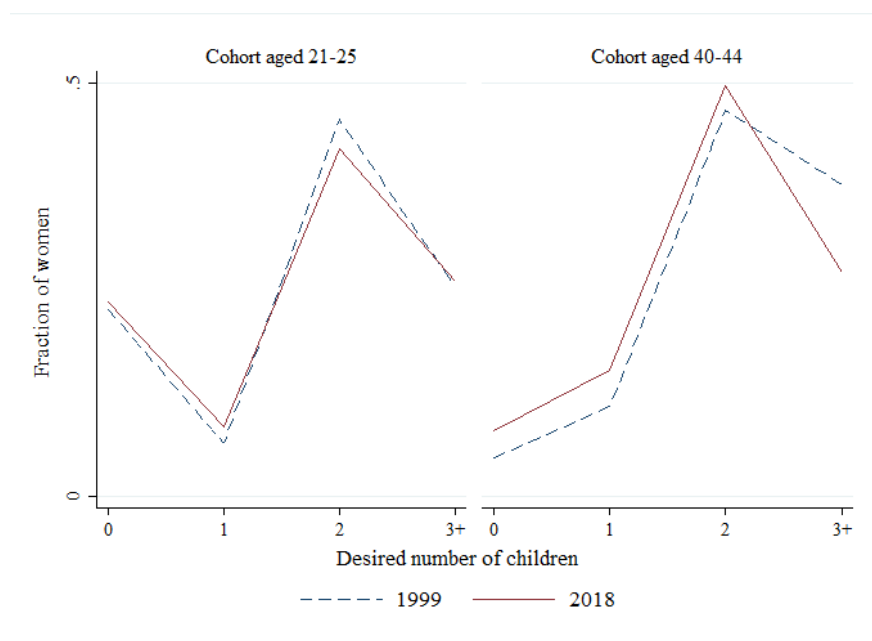 Cohort aged 21-25
Cohort aged 40-44
.5
Fraction of women
0
0 1 2 3+
0 1 2 3+
Desired number of children
1999 2018